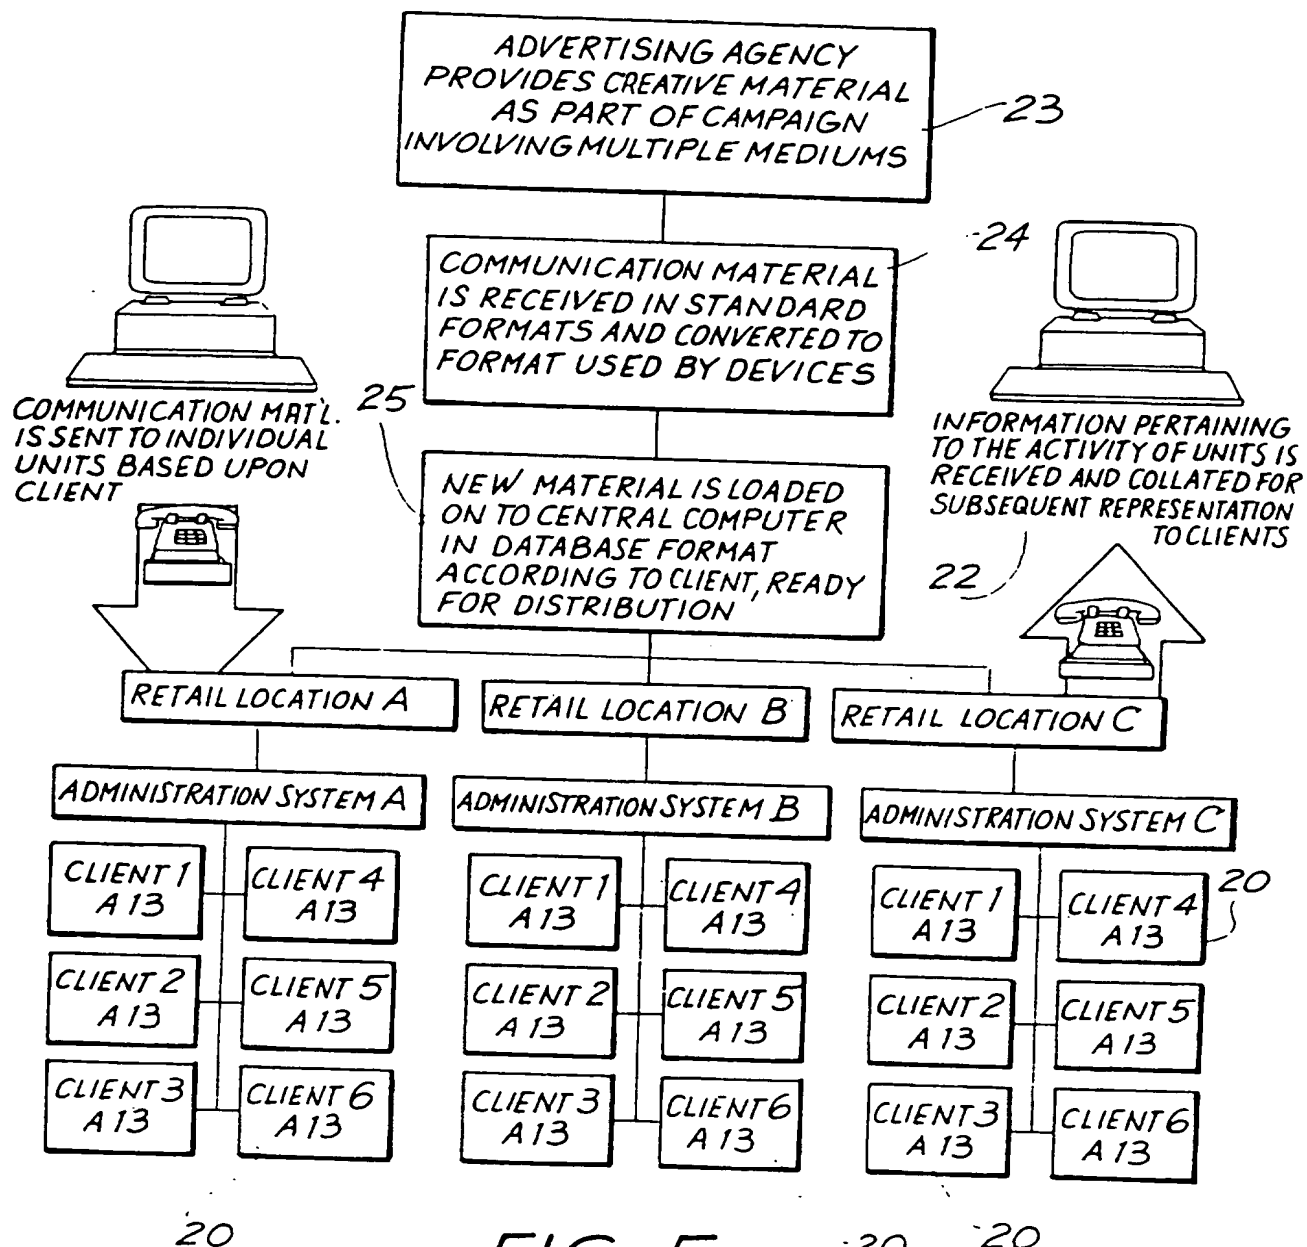 ADVERTISING AGENCY
PROVIDES CREATIVE MATERIAL
AS PART OF CAMPAIGN
INVOLVING MULTIPLE MEDIUMS
23
24
COMMUNICATION MATERIAL
IS RECEIVED IN STANDARD
FORMATS AND CONVERTED TO
FORMAT USED BY DEVICES
COMMUNICATION MAT'L.
IS SENT TO INDIVIDUAL
UNITS BASED UPON
CLIENT
25
NEW MATERIAL IS LOADED
ON TO CENTRAL COMPUTER
IN DATABASE FORMAT
ACCORDING TO CLIENT, READY
FOR DISTRIBUTION
INFORMATION PERTAINING
TO THE ACTIVITY OF UNITS IS
RECEIVED AND COLLATED FOR
SUBSEQUENT REPRESENTATION
TO CLIENTS
22
RETAIL LOCATION A
RETAIL LOCATION B
RETAIL LOCATION C
ADMINISTRATION SYSTEM A
ADMINISTRATION SYSTEM B
ADMINISTRATION SYSTEM C
CLIENT 1
A 13
CLIENT 4
A 13
CLIENT 1
A 13
CLIENT 4
A 13
CLIENT 1
A 13
CLIENT 4
A 13
20
CLIENT 2
A 13
CLIENT 5
A 13
CLIENT 2
A 13
CLIENT 5
A 13
CLIENT 2
A 13
CLIENT 5
A 13
CLIENT 3
A 13
CLIENT 6
A 13
CLIENT 3
A 13
CLIENT 6
A 13
CLIENT 3
A 13
CLIENT 6
A 13
20
20
20